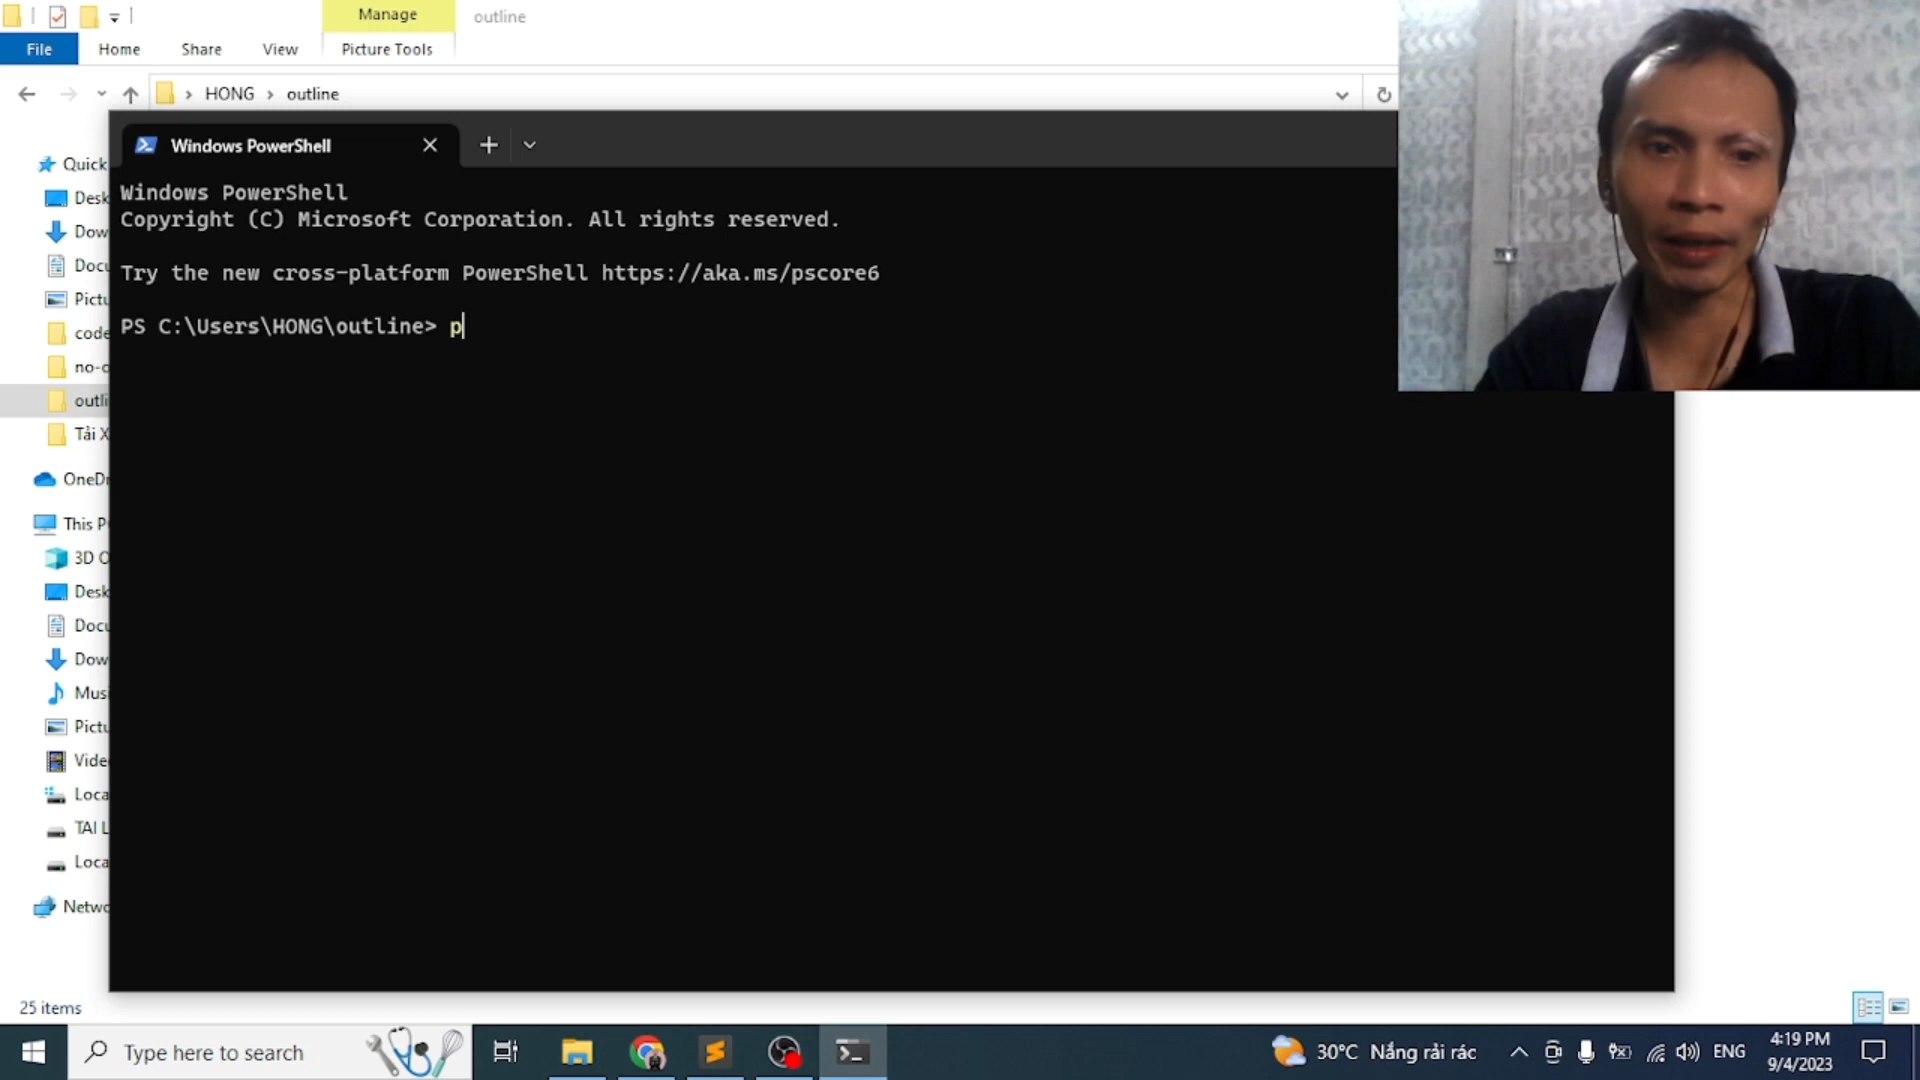 Manage
outline
File
Home
Share
View
Picture Tools
HONG
outline
Windows PowerShell
Quick
Desk
Dow
Docu
Pictu
code
no-c
outli
Tải X
OneDr
This P
3D O
Desk
Docu
Dow
Musi
Pictu
Vide
Loca
TAI L
Loca
Netwo
Windows PowerShell
Copyright (C) Microsoft Corporation. All rights reserved.
Try the new cross-platform PowerShell https://aka.ms/pscore6
PS C:\Users\HONG\outline> p
25 items
Type here to search
30°C Nắng rải rác
ENG
4:19 PM
9/4/2023